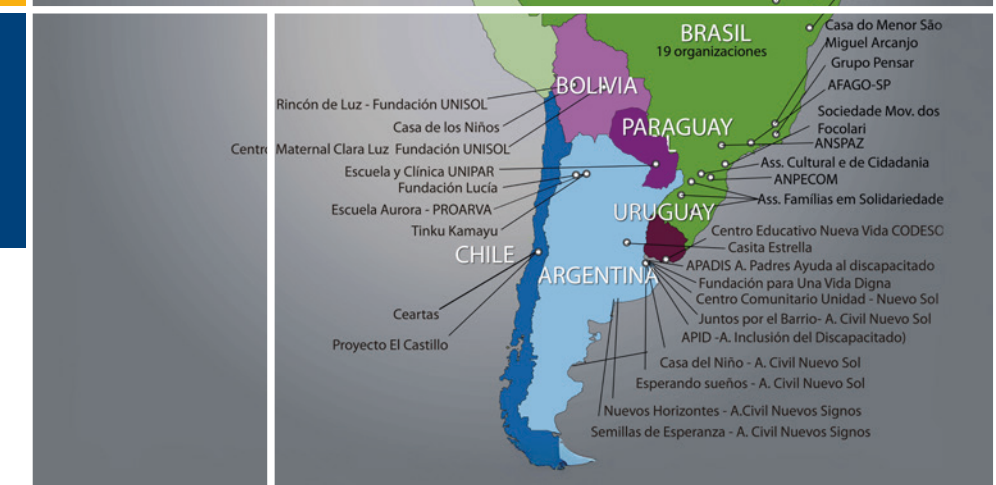 BRASIL
19 organizaciones
Casa do Menor São
Miguel Arcanjo
Grupo Pensar
AFAGO-SP
Sociedade Mov. dos
Focolari
ANSPAZ
Ass. Cultural e de Cidadania
ANPECOM
Ass. Famílias em Solidariedade
BOLIVIA
Rincón de Luz - Fundación UNISOL
Casa de los Niños
Centro Maternal Clara Luz Fundación UNISOL
PARAGUAY
L
Escuela y Clínica UNIPAR
Fundación Lucía
Escuela Aurora - PROARVA
Tinku Kamayu
URUGUAY
Centro Educativo Nueva Vida CODESC
Casita Estrella
CHILE
ARGENTINA
APADIS A. Padres Ayuda al discapacitado
Fundación para Una Vida Digna
Centro Comunitario Unidad - Nuevo Sol
Juntos por el Barrio- A. Civil Nuevo Sol
APID -A. Inclusión del Discapacitado)
Ceartas
Proyecto El Castillo
Casa del Niño - A. Civil Nuevo Sol
Esperando sueños - A. Civil Nuevo Sol
Nuevos Horizontes - A.Civil Nuevos Signos
Semillas de Esperanza - A. Civil Nuevos Signos